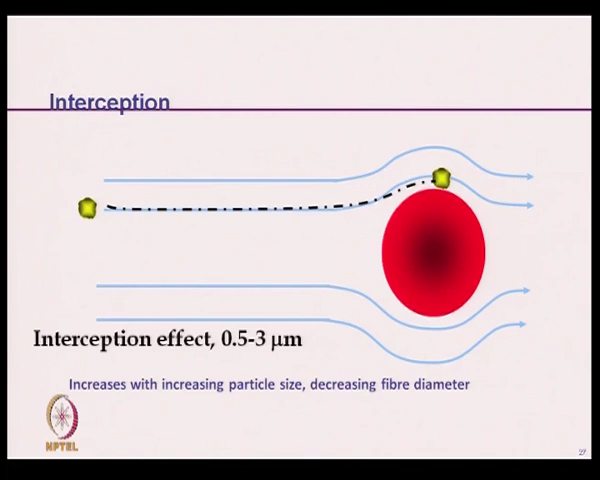 Interception
Interception effect, 0.5-3 μm
Increases with increasing particle size, decreasing fibre diameter
NPTEL
27